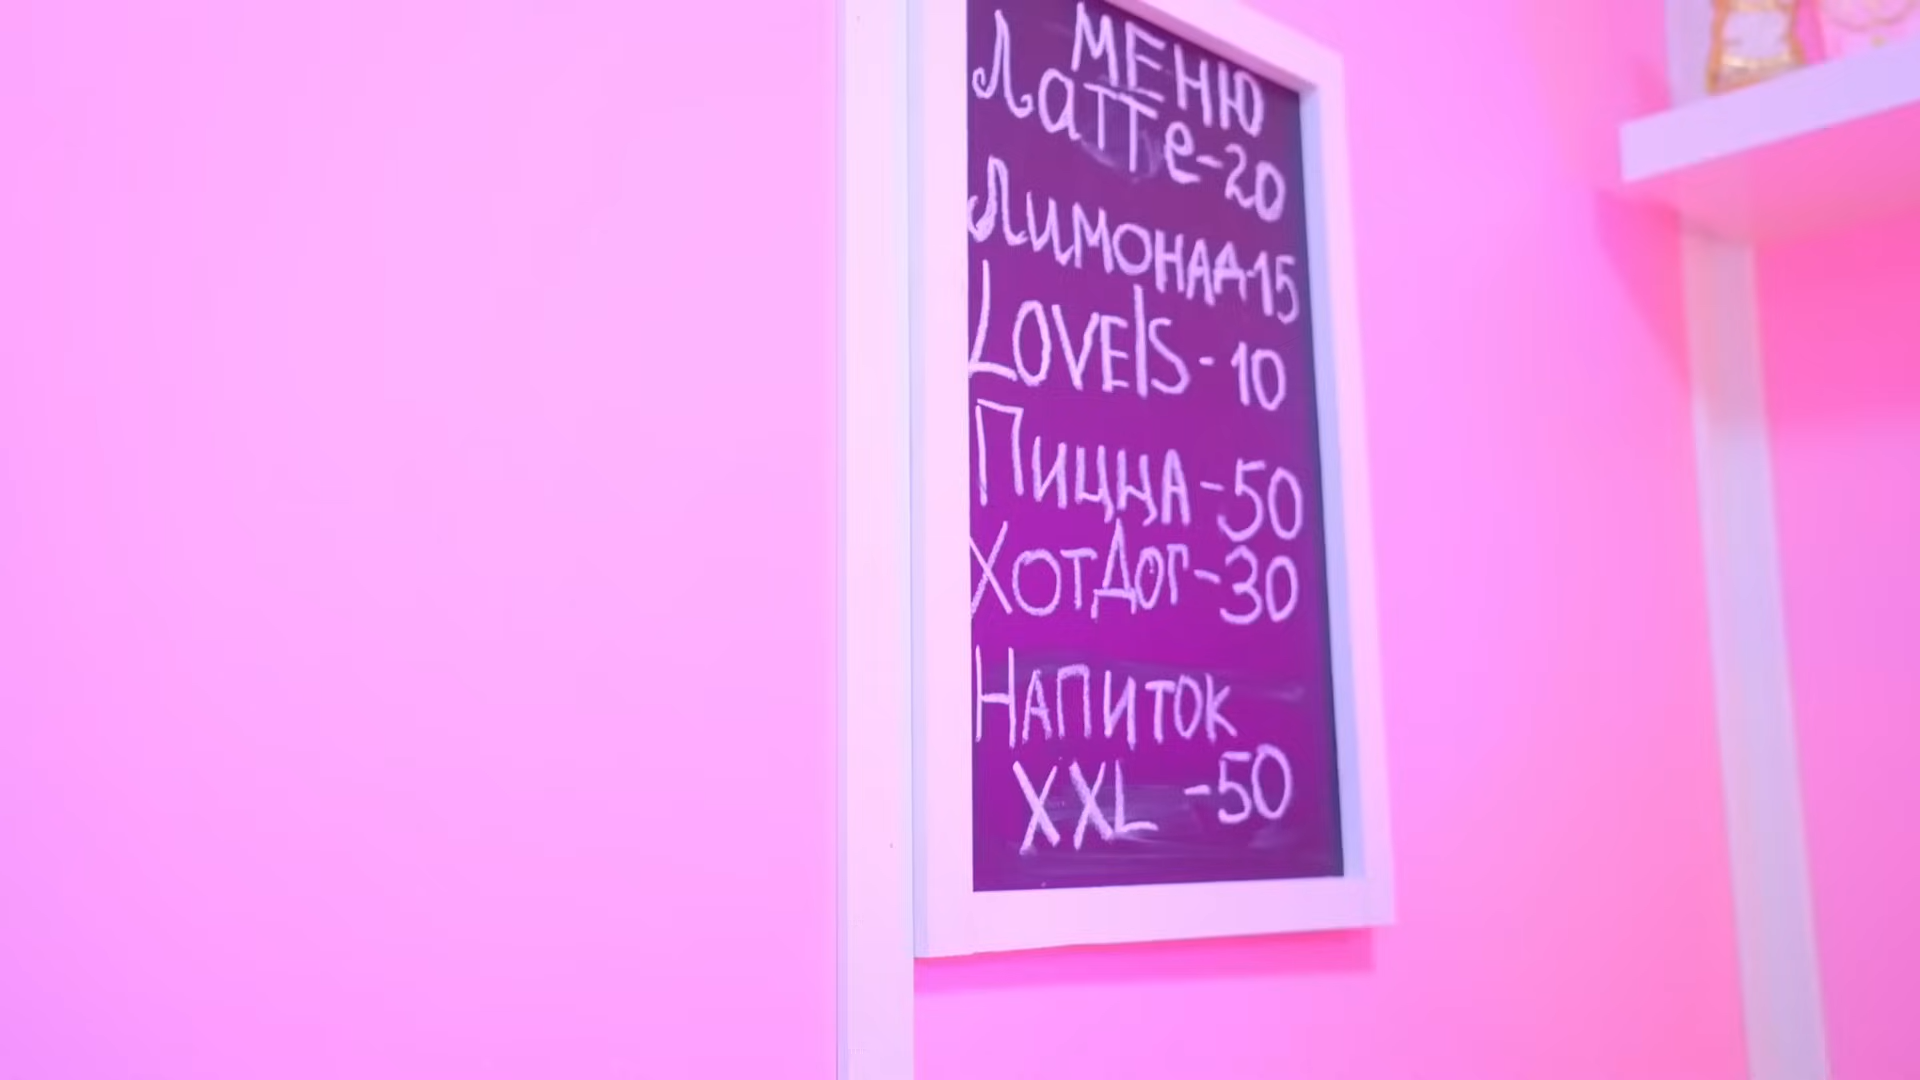 МЕНЮ
Латте-20
Лимонад-15
LOVEIS - 10
Пицца -50
ХотДог-30
Напиток
XXL -50